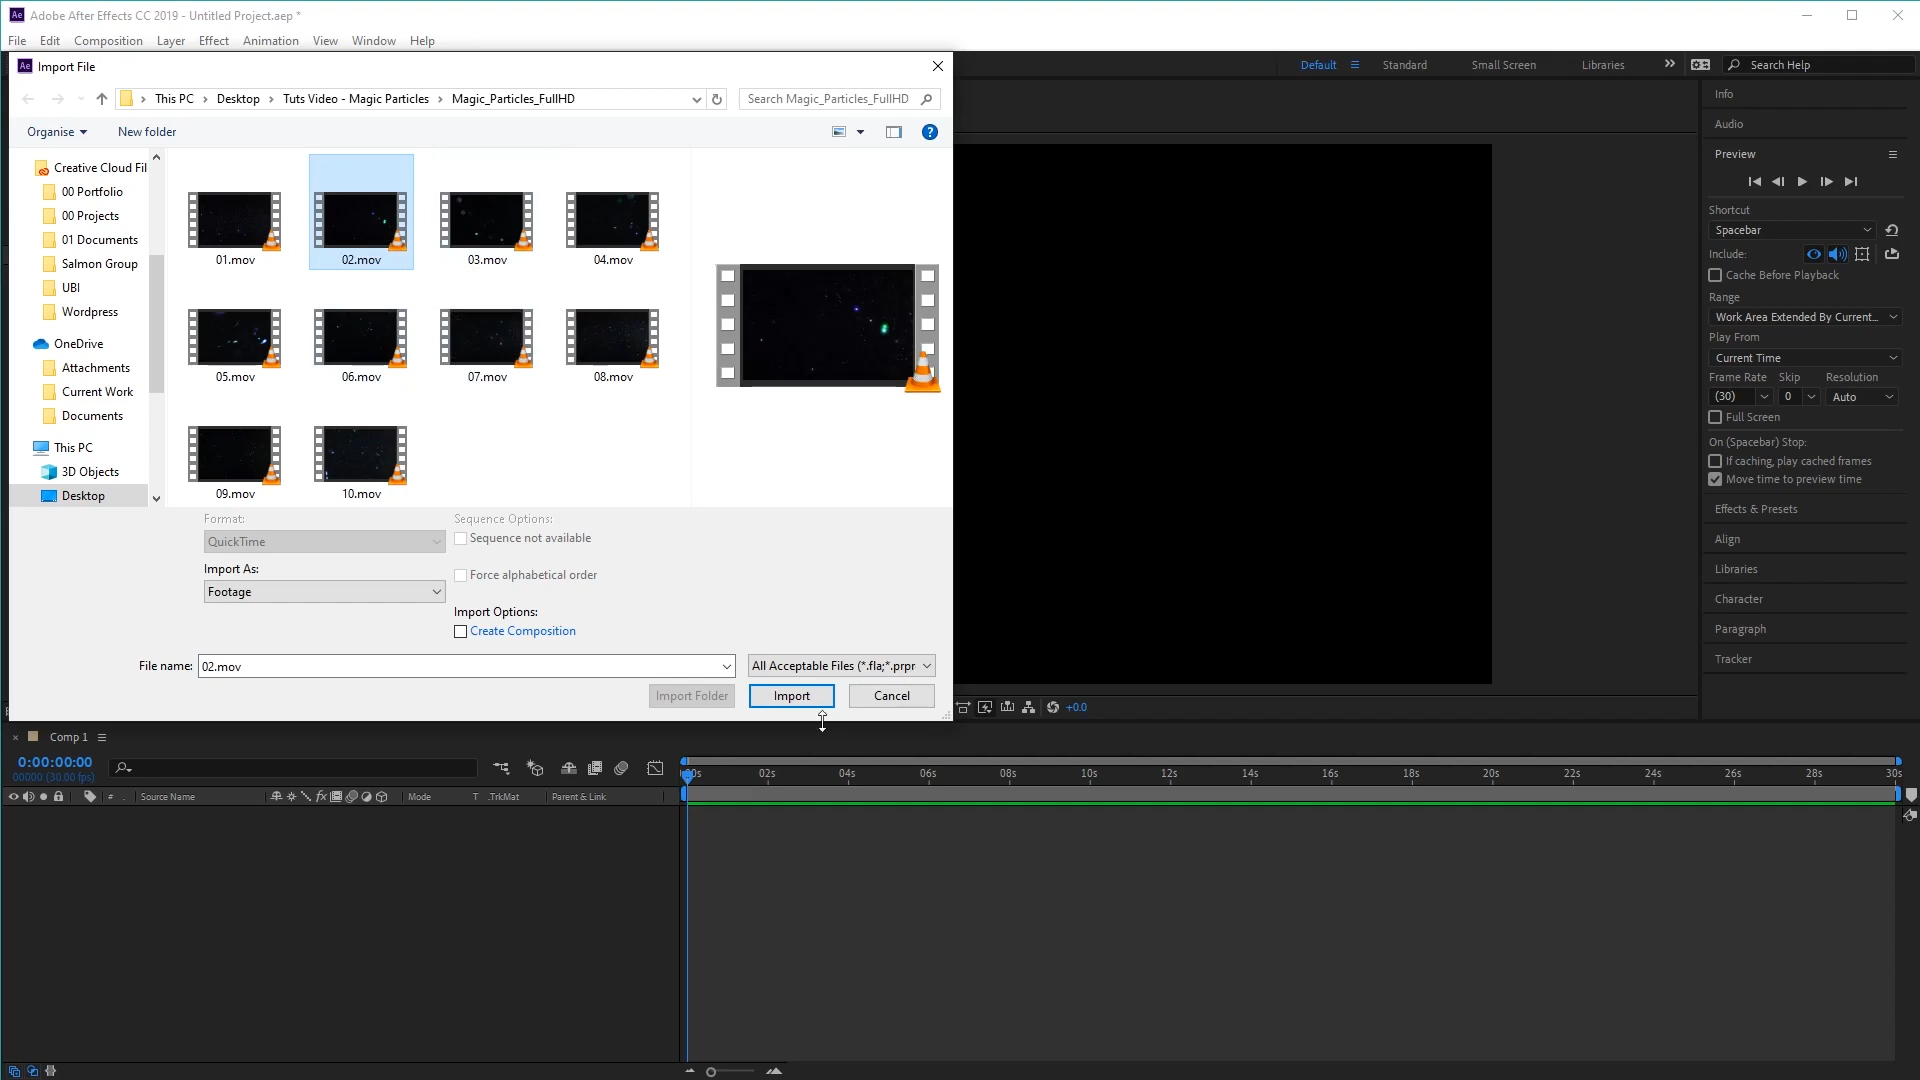 Adobe After Effects CC 2019 - Untitled Project.aep *
File Edit Composition Layer Effect Animation View Window Help
Import File
This PC > Desktop > Tuts Video - Magic Particles > Magic_Particles_FullHD
Search Magic_Particles_FullHD
Organise
New folder
Creative Cloud Fil
00 Portfolio
00 Projects
01 Documents
Salmon Group
UBI
Wordpress
OneDrive
Attachments
Current Work
Documents
This PC
3D Objects
Desktop
01.mov 02.mov 03.mov 04.mov
05.mov 06.mov 07.mov 08.mov
09.mov 10.mov
Format:
QuickTime
Import As:
Footage
Sequence Options:
Sequence not available
Force alphabetical order
Import Options:
Create Composition
File name: 02.mov
All Acceptable Files (*.fla;*.prpr
Import Folder Import Cancel
Default Standard Small Screen Libraries
Search Help
Info
Audio
Preview
Shortcut
Spacebar
Include:
Cache Before Playback
Range
Work Area Extended By Current...
Play From
Current Time
Frame Rate Skip Resolution
(30) 0 Auto
Full Screen
On (Spacebar) Stop:
If caching, play cached frames
Move time to preview time
Effects & Presets
Align
Libraries
Character
Paragraph
Tracker
+0.0
Comp 1
0:00:00:00
00000 (30.00 fps)
# . Source Name
fx
Mode T .TrkMat Parent & Link
00s 02s 04s 06s 08s 10s 12s 14s 16s 18s 20s 22s 24s 26s 28s 30s